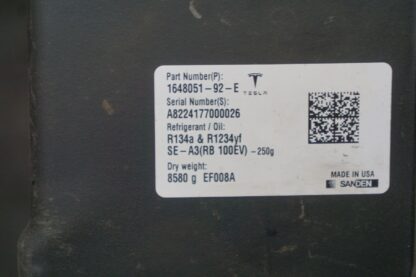 Part Number(P):
1648051-92-E
TESLA
Serial Number(S):
A8224177000026
Refrigerant / Oil:
R134a & R1234yf
SE-A3(RB 100EV) -250g
Dry weight:
8580 g EF008A
MADE IN USA
SANDEN